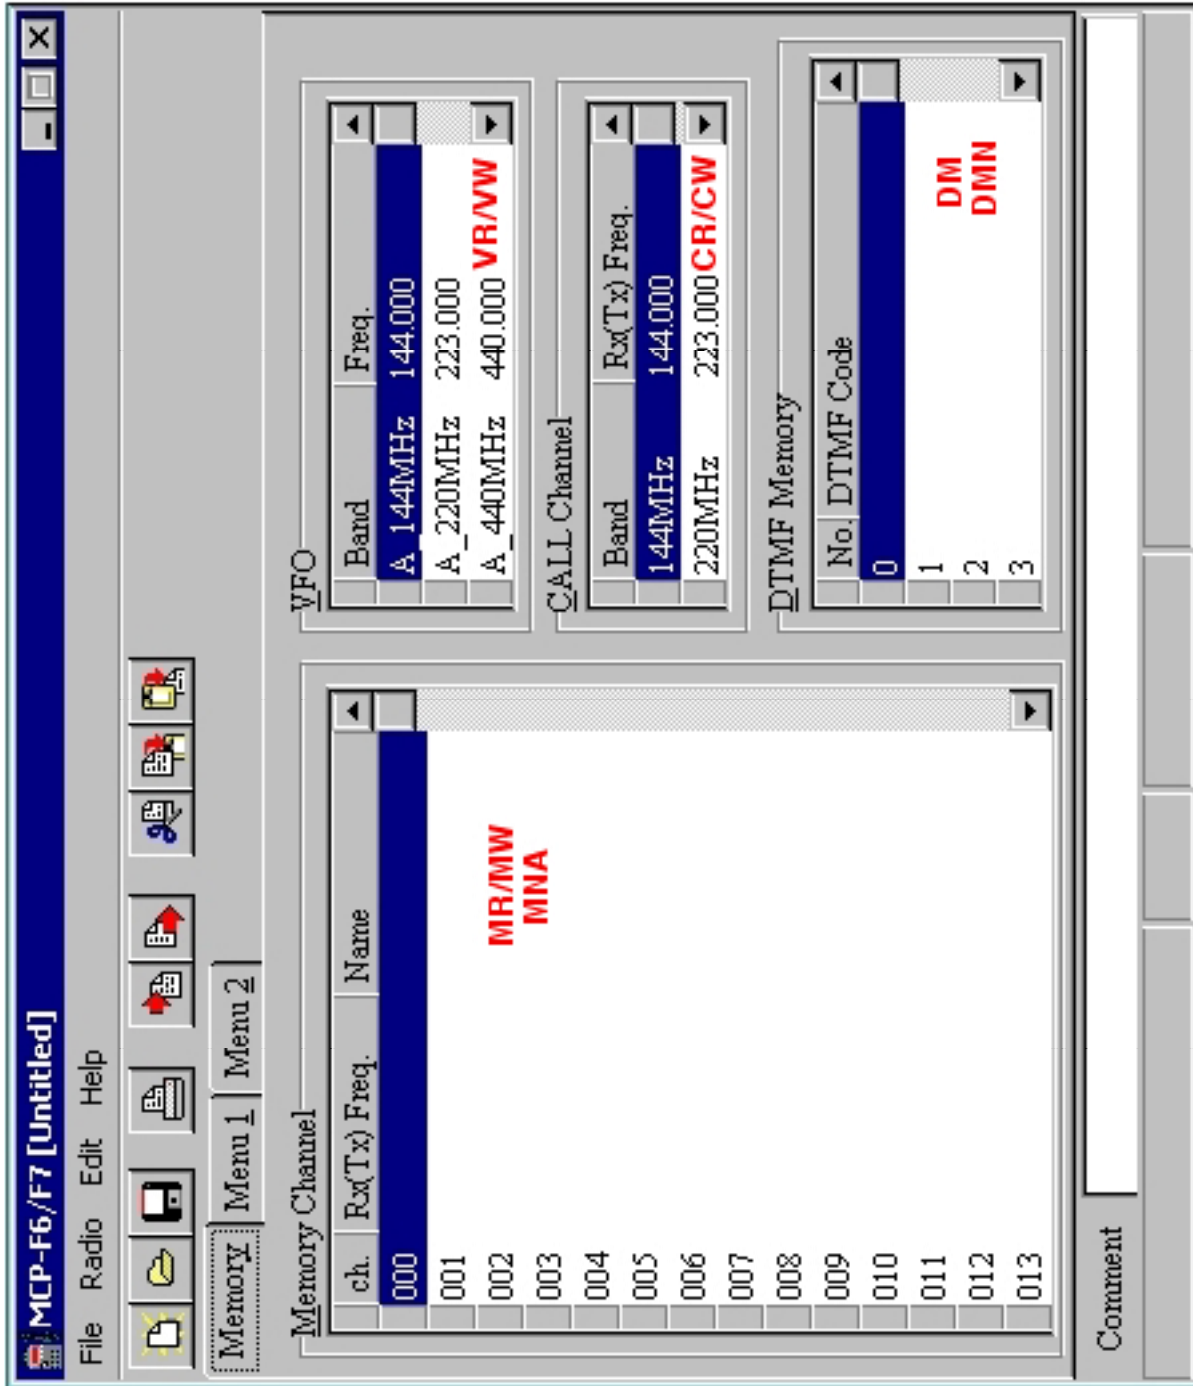 MCP-F6/F7 [Untitled]
File Radio Edit Help
Memory Menu 1 Menu 2
Memory Channel
ch. Rx(Tx) Freq. Name
000
001
002
003
004
005
006
007
008
009
010
011
012
013
MR/MW
MNA
VFO
Band Freq.
A_144MHz 144.000
A_220MHz 223.000
A_440MHz 440.000
VR/VW
CALL Channel
Band Rx(Tx) Freq.
144MHz 144.000
220MHz 223.000
CR/CW
DTMF Memory
No. DTMF Code
0
1
2
3
DM
DMN
Comment